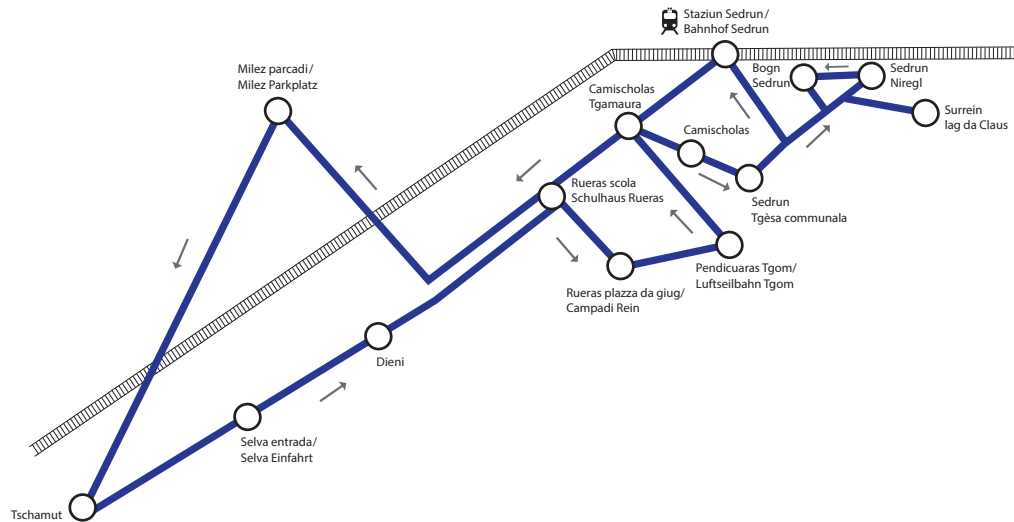 Staziun Sedrun/
Bahnhof Sedrun
Milez parcadi/
Milez Parkplatz
Bogn
Sedrun
Sedrun
Niregl
Camischolas
Tgamaura
Surrein
lag da Claus
Camischolas
Rueras scola
Schulhaus Rueras
Sedrun
Tgèsa communala
Pendicuaras Tgom/
Luftseilbahn Tgom
Rueras plazza da giug/
Campadi Rein
Dieni
Selva entrada/
Selva Einfahrt
Tschamut